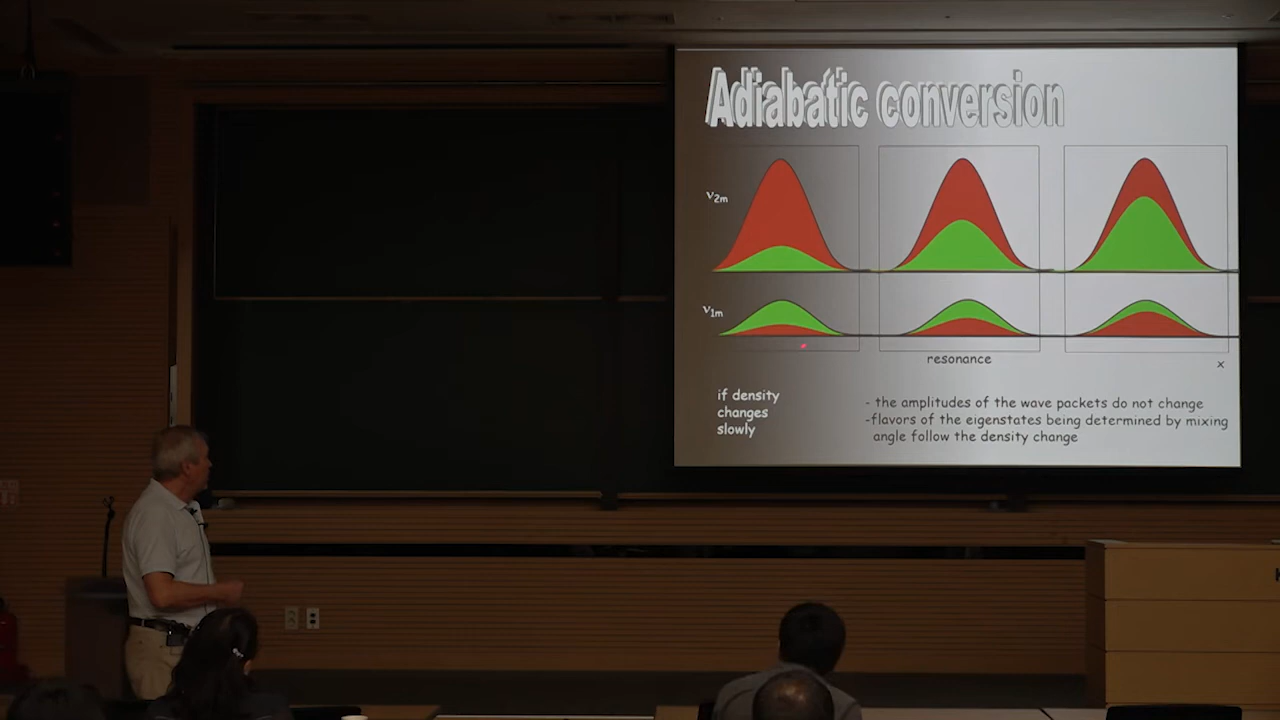 Adiabatic conversion
ν2m
ν1m
resonance
x
if density
changes
slowly
- the amplitudes of the wave packets do not change
-flavors of the eigenstates being determined by mixing
angle follow the density change
K